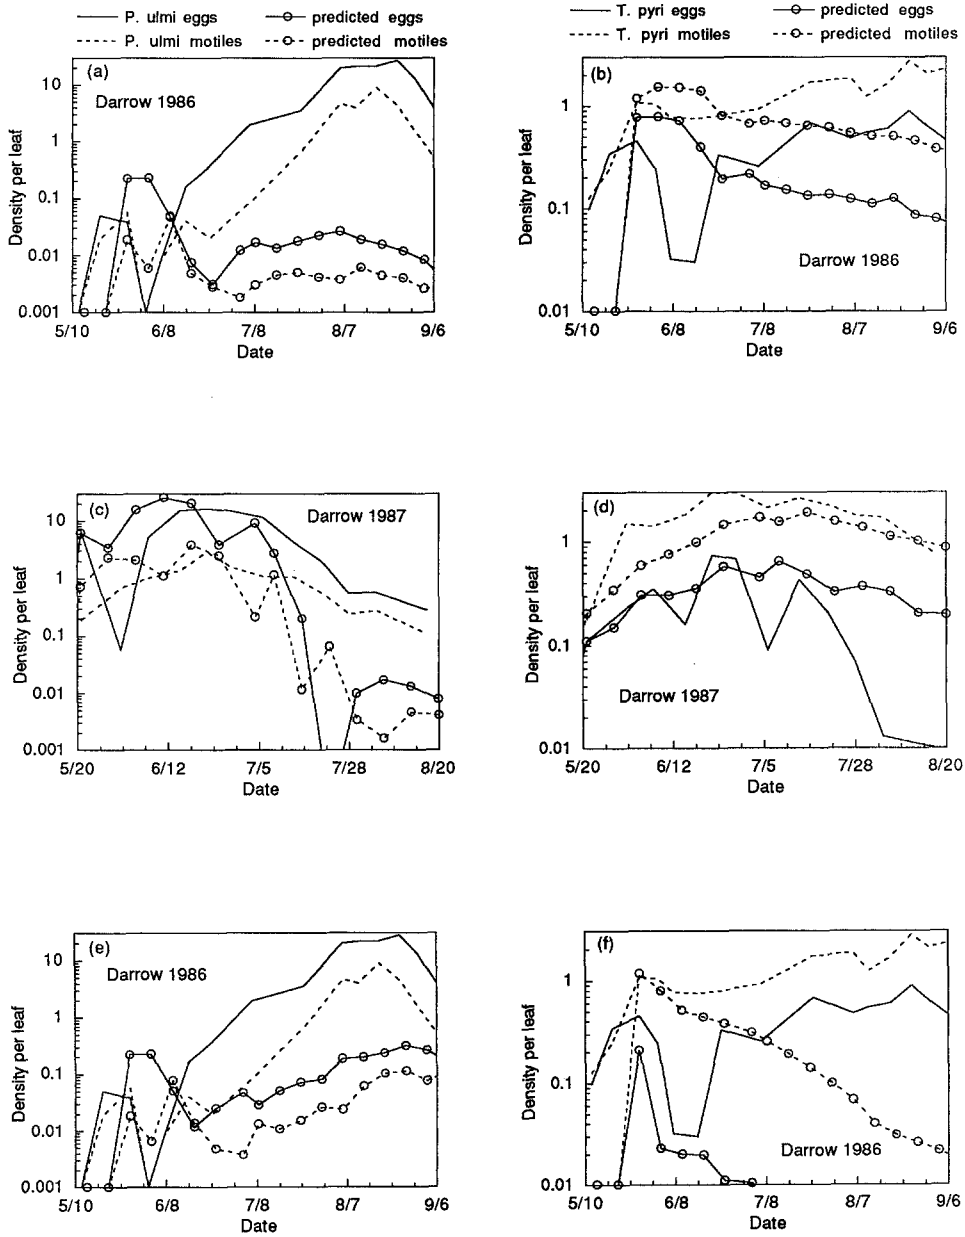 P. ulmi eggs predicted eggs
P. ulmi motiles predicted motiles
T. pyri eggs predicted eggs
T. pyri motiles predicted motiles
(a)
Darrow 1986
Density per leaf
10
1
0.1
0.01
0.001
5/10 6/8 7/8 8/7 9/6
Date
(b)
Darrow 1986
Density per leaf
1
0.1
0.01
5/10 6/8 7/8 8/7 9/6
Date
(c)
Darrow 1987
Density per leaf
10
1
0.1
0.01
0.001
5/20 6/12 7/5 7/28 8/20
Date
(d)
Darrow 1987
Density per leaf
1
0.1
0.01
5/20 6/12 7/5 7/28 8/20
Date
(e)
Darrow 1986
Density per leaf
10
1
0.1
0.01
0.001
5/10 6/8 7/8 8/7 9/6
Date
(f)
Darrow 1986
Density per leaf
1
0.1
0.01
5/10 6/8 7/8 8/7 9/6
Date